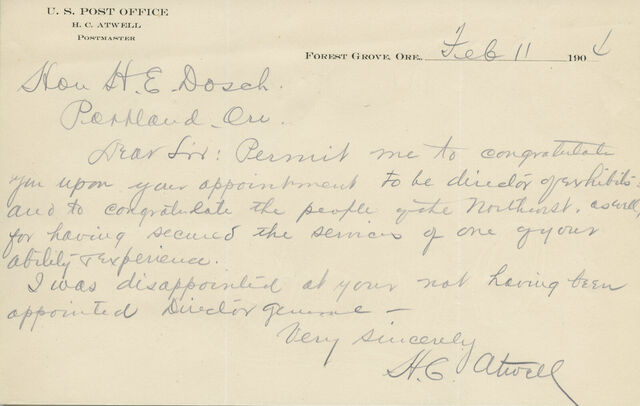 U. S. POST OFFICE
H. C. ATWELL
POSTMASTER
FOREST GROVE, ORE., Feb 11 1904
Hon H. E. Dosch.
Portland, Ore.
Dear Sir: Permit me to congratulate
you upon your appointment to be director of exhibits.
and to congratulate the people of the Northwest, as well,
for having secured the services of one of your
ability & experience.
I was disappointed at your not having been
appointed Director general —
Very sincerely
H. C. Atwell